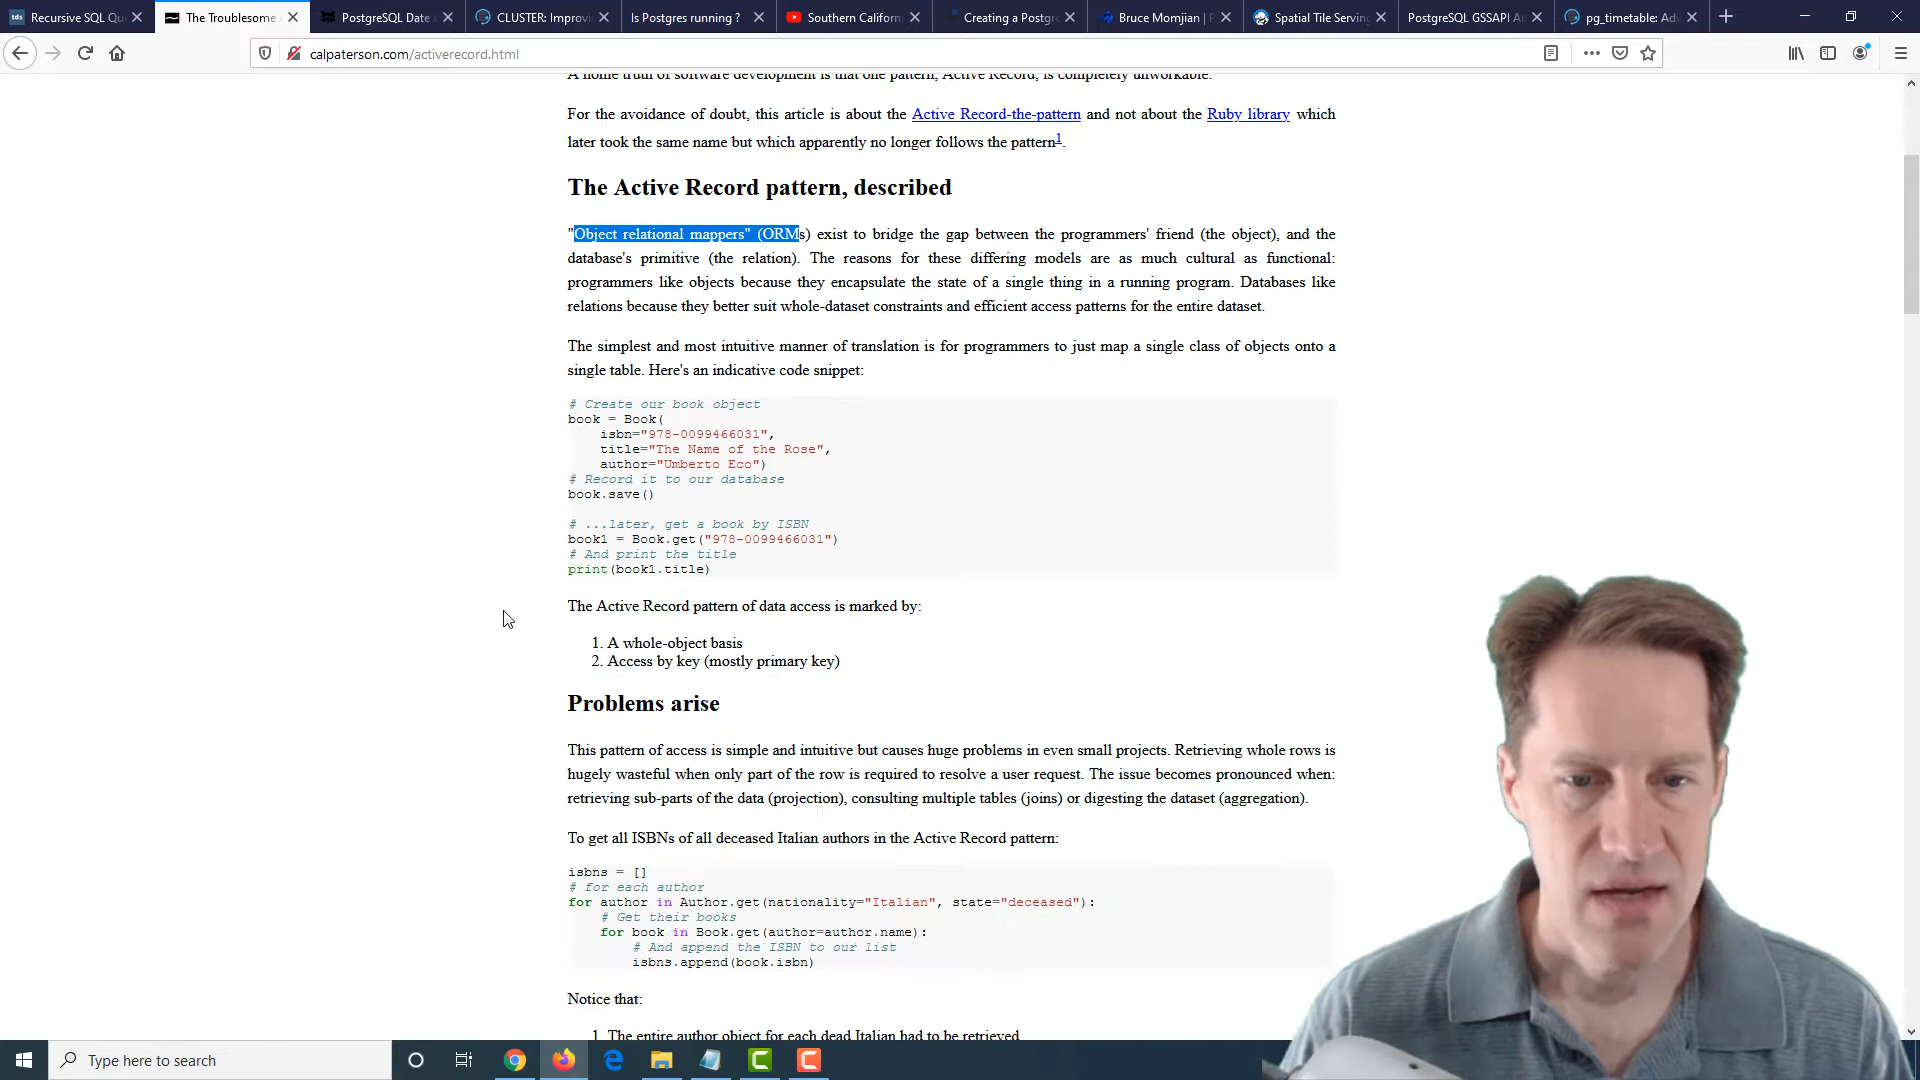 Recursive SQL Qu
The Troublesome
PostgreSQL Date
CLUSTER: Improvi
Is Postgres running ?
Southern Californ
Creating a Postgr
Bruce Momjian | P
Spatial Tile Serving
PostgreSQL GSSAPI Au
pg_timetable: Adv
calpaterson.com/activerecord.html
A home truth of software development is that one pattern, Active Record, is completely unworkable.
For the avoidance of doubt, this article is about the Active Record-the-pattern and not about the Ruby library which
later took the same name but which apparently no longer follows the pattern1.
The Active Record pattern, described
"Object relational mappers" (ORMs) exist to bridge the gap between the programmers' friend (the object), and the
database's primitive (the relation). The reasons for these differing models are as much cultural as functional:
programmers like objects because they encapsulate the state of a single thing in a running program. Databases like
relations because they better suit whole-dataset constraints and efficient access patterns for the entire dataset.
The simplest and most intuitive manner of translation is for programmers to just map a single class of objects onto a
single table. Here's an indicative code snippet:
# Create our book object
book = Book(
isbn="978-0099466031",
title="The Name of the Rose",
author="Umberto Eco")
# Record it to our database
book.save()
# ...later, get a book by ISBN
book1 = Book.get("978-0099466031")
# And print the title
print(book1.title)
The Active Record pattern of data access is marked by:
1. A whole-object basis
2. Access by key (mostly primary key)
Problems arise
This pattern of access is simple and intuitive but causes huge problems in even small projects. Retrieving whole rows is
hugely wasteful when only part of the row is required to resolve a user request. The issue becomes pronounced when:
retrieving sub-parts of the data (projection), consulting multiple tables (joins) or digesting the dataset (aggregation).
To get all ISBNs of all deceased Italian authors in the Active Record pattern:
isbns = []
# for each author
for author in Author.get(nationality="Italian", state="deceased"):
# Get their books
for book in Book.get(author=author.name):
# And append the ISBN to our list
isbns.append(book.isbn)
Notice that:
1. The entire author object for each dead Italian had to be retrieved
Type here to search